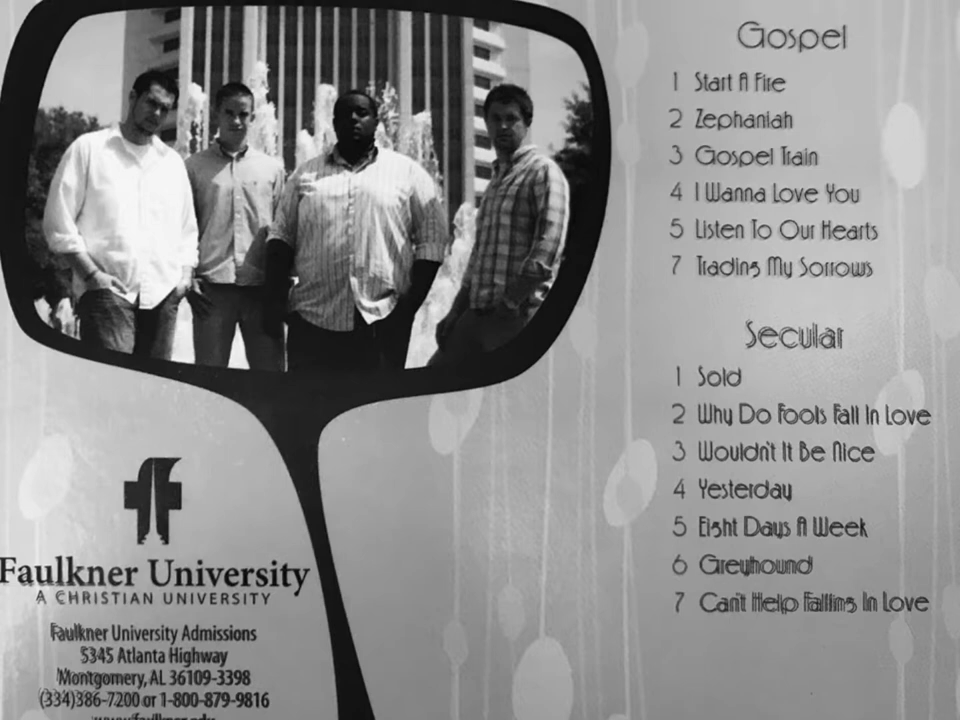 Gospel
1 Start A Fire
2 Zephaniah
3 Gospel Train
4 I Wanna Love You
5 Listen To Our Hearts
7 Trading My Sorrows
Secular
1 Sold
2 Why Do Fools Fall In Love
3 Wouldn't It Be Nice
4 Yesterday
5 Eight Days A Week
6 Greyhound
7 Can't Help Falling In Love
Faulkner University
A CHRISTIAN UNIVERSITY
Faulkner University Admissions
5345 Atlanta Highway
Montgomery, AL 36109-3398
(334)386-7200 or 1-800-879-9816